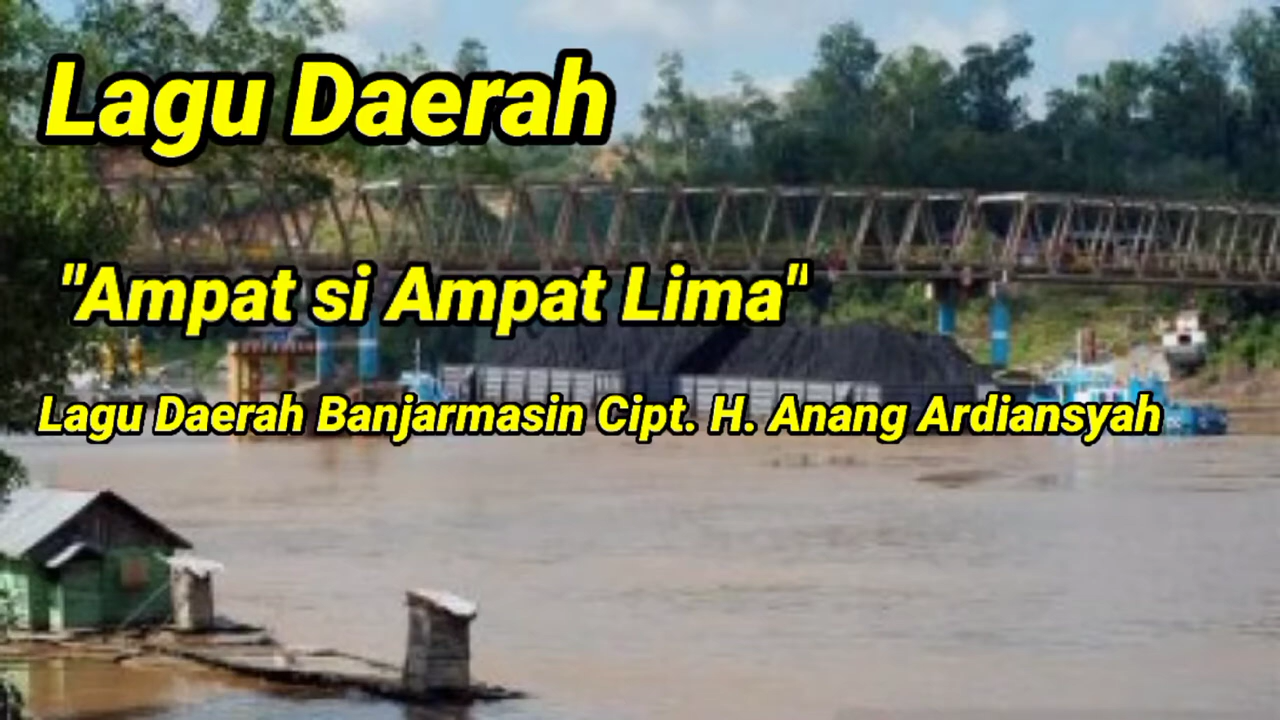 Lagu Daerah
"Ampat si Ampat Lima"
Lagu Daerah Banjarmasin Cipt. H. Anang Ardiansyah